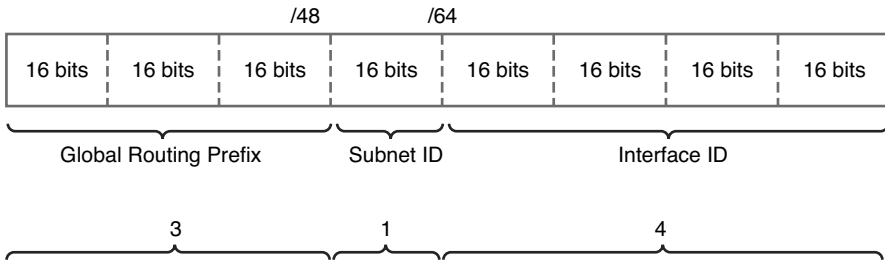 /48 /64
16 bits 16 bits 16 bits 16 bits 16 bits 16 bits 16 bits 16 bits
Global Routing Prefix Subnet ID Interface ID
3 1 4